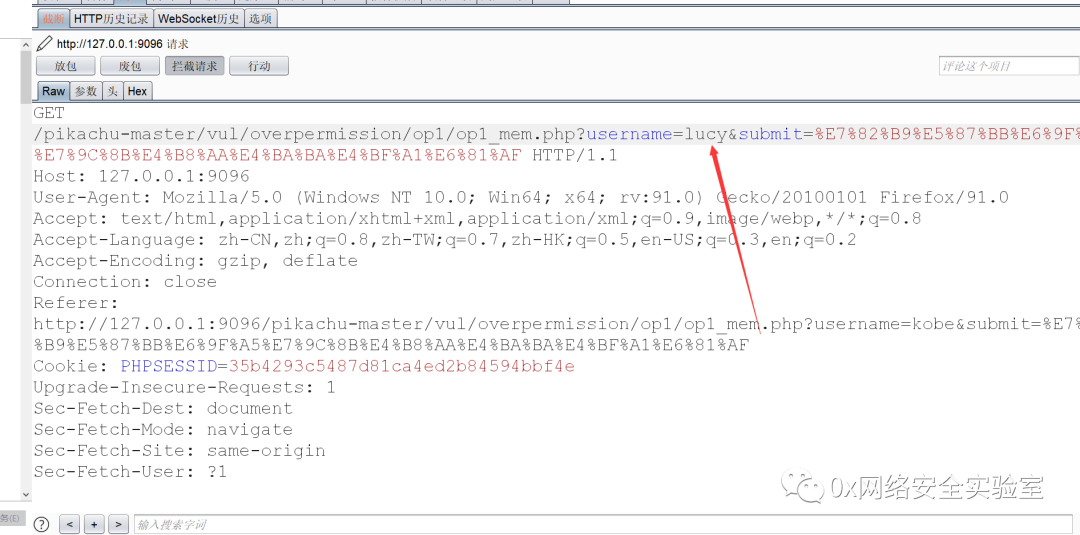 截断 HTTP历史记录 WebSocket历史 选项
http://127.0.0.1:9096 请求
放包 废包 拦截请求 行动 评论这个项目
Raw 参数 头 Hex
GET
/pikachu-master/vul/overpermission/op1/op1_mem.php?username=lucy&submit=%E7%82%B9%E5%87%BB%E6%9F%
%E7%9C%8B%E4%B8%AA%E4%BA%BA%E4%BF%A1%E6%81%AF HTTP/1.1
Host: 127.0.0.1:9096
User-Agent: Mozilla/5.0 (Windows NT 10.0; Win64; x64; rv:91.0) Gecko/20100101 Firefox/91.0
Accept: text/html,application/xhtml+xml,application/xml;q=0.9,image/webp,*/*;q=0.8
Accept-Language: zh-CN,zh;q=0.8,zh-TW;q=0.7,zh-HK;q=0.5,en-US;q=0.3,en;q=0.2
Accept-Encoding: gzip, deflate
Connection: close
Referer:
http://127.0.0.1:9096/pikachu-master/vul/overpermission/op1/op1_mem.php?username=kobe&submit=%E7%
%B9%E5%87%BB%E6%9F%A5%E7%9C%8B%E4%B8%AA%E4%BA%BA%E4%BF%A1%E6%81%AF
Cookie: PHPSESSID=35b4293c5487d81ca4ed2b84594bbf4e
Upgrade-Insecure-Requests: 1
Sec-Fetch-Dest: document
Sec-Fetch-Mode: navigate
Sec-Fetch-Site: same-origin
Sec-Fetch-User: ?1
0x网络安全实验室
务(E)
? < + > 输入搜索字词